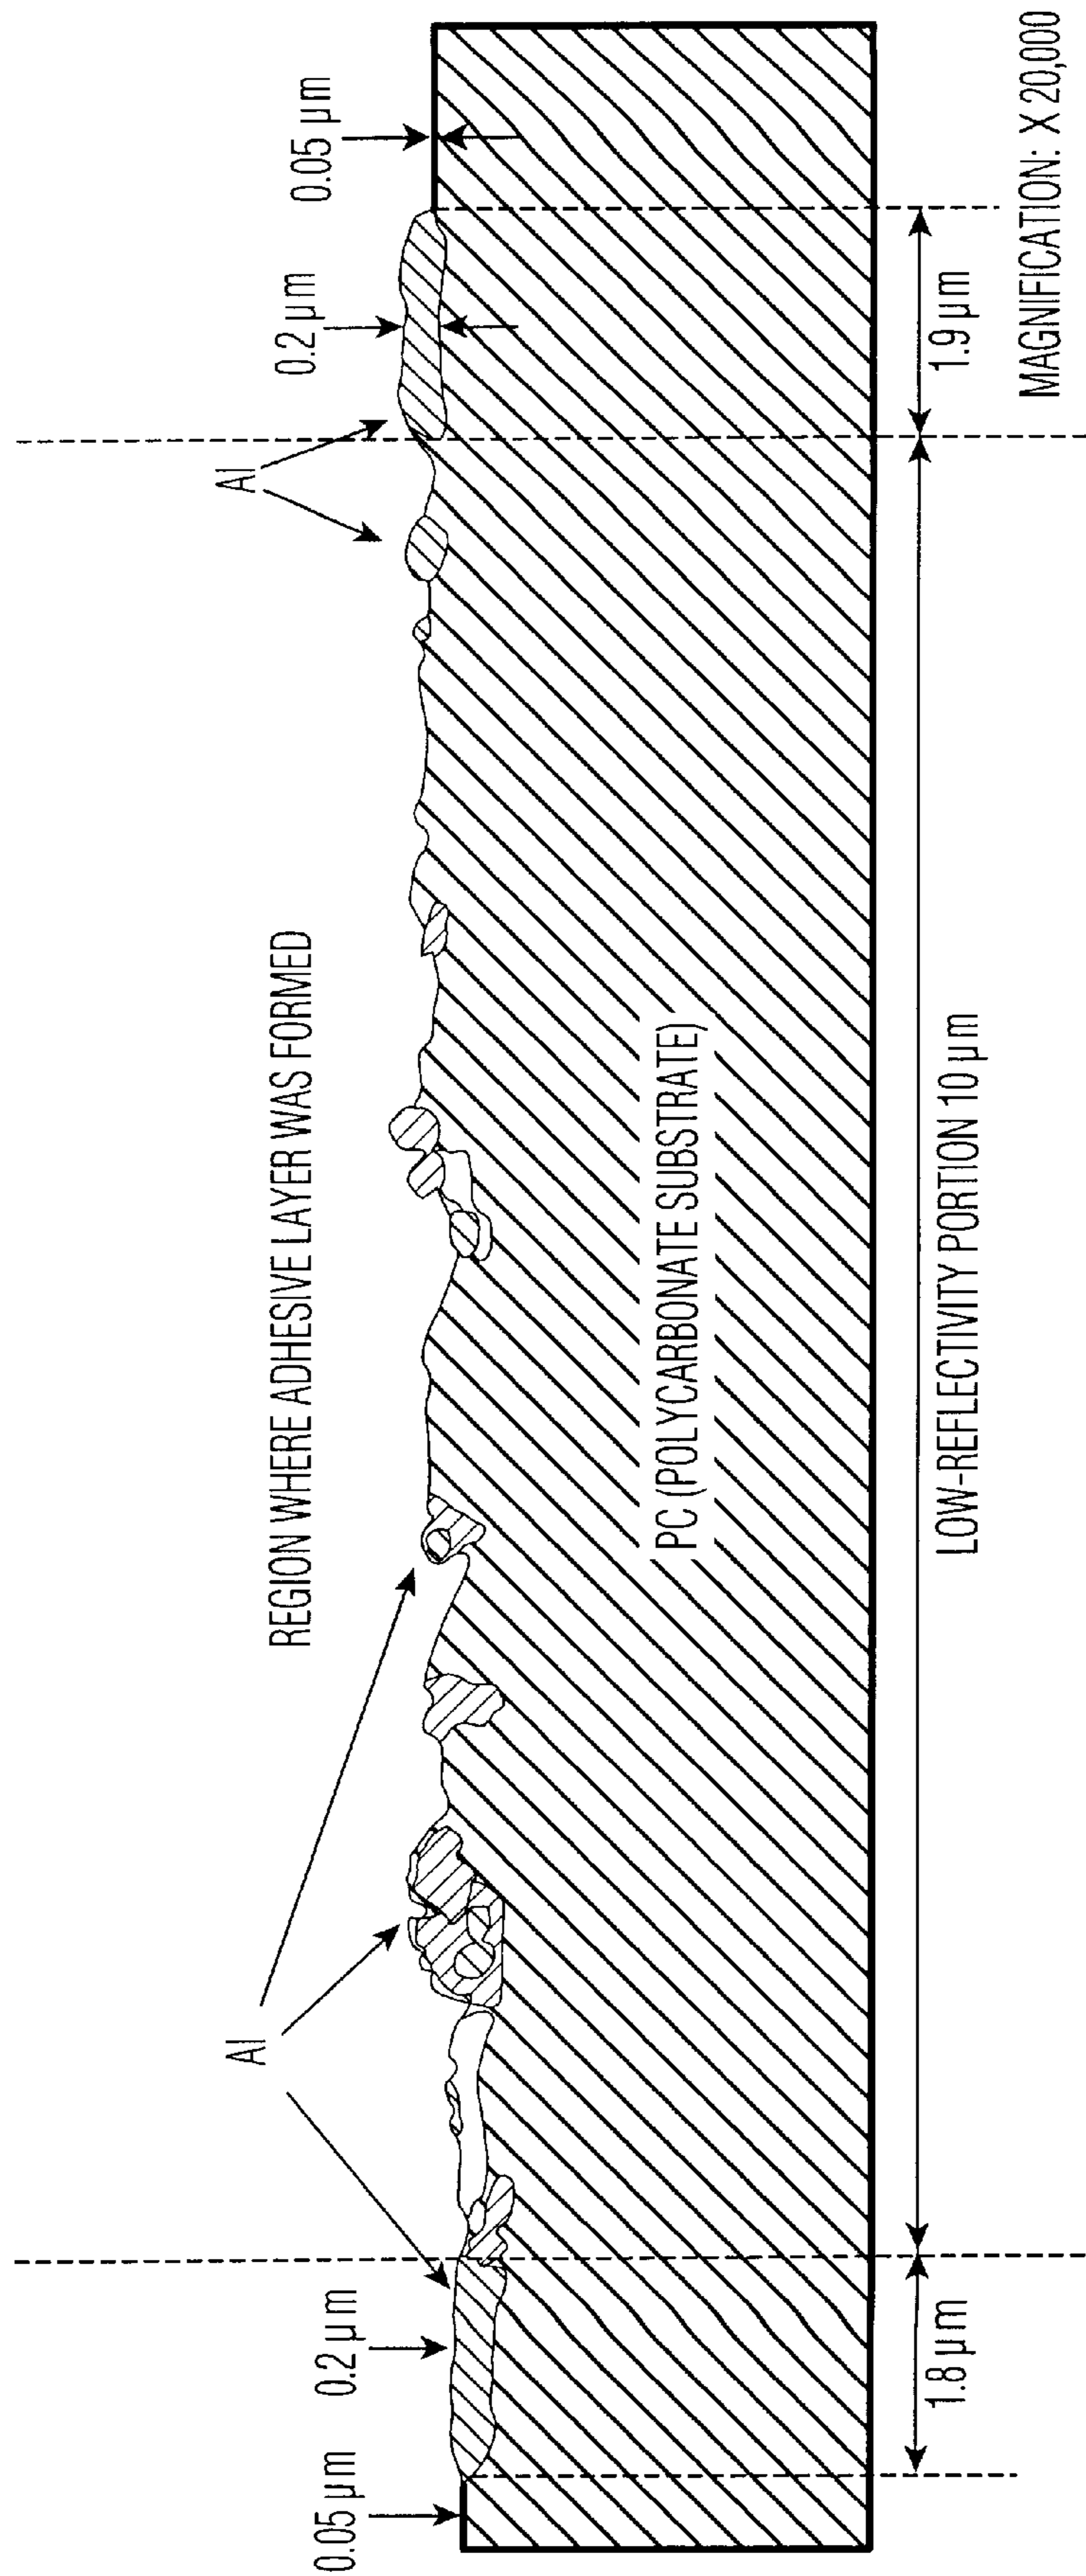 0.05 μm
0.2 μm
Al
REGION WHERE ADHESIVE LAYER WAS FORMED
Al
0.2 μm
0.05 μm
PC (POLYCARBONATE SUBSTRATE)
1.8 μm
LOW-REFLECTIVITY PORTION 10 μm
1.9 μm
MAGNIFICATION: X 20,000